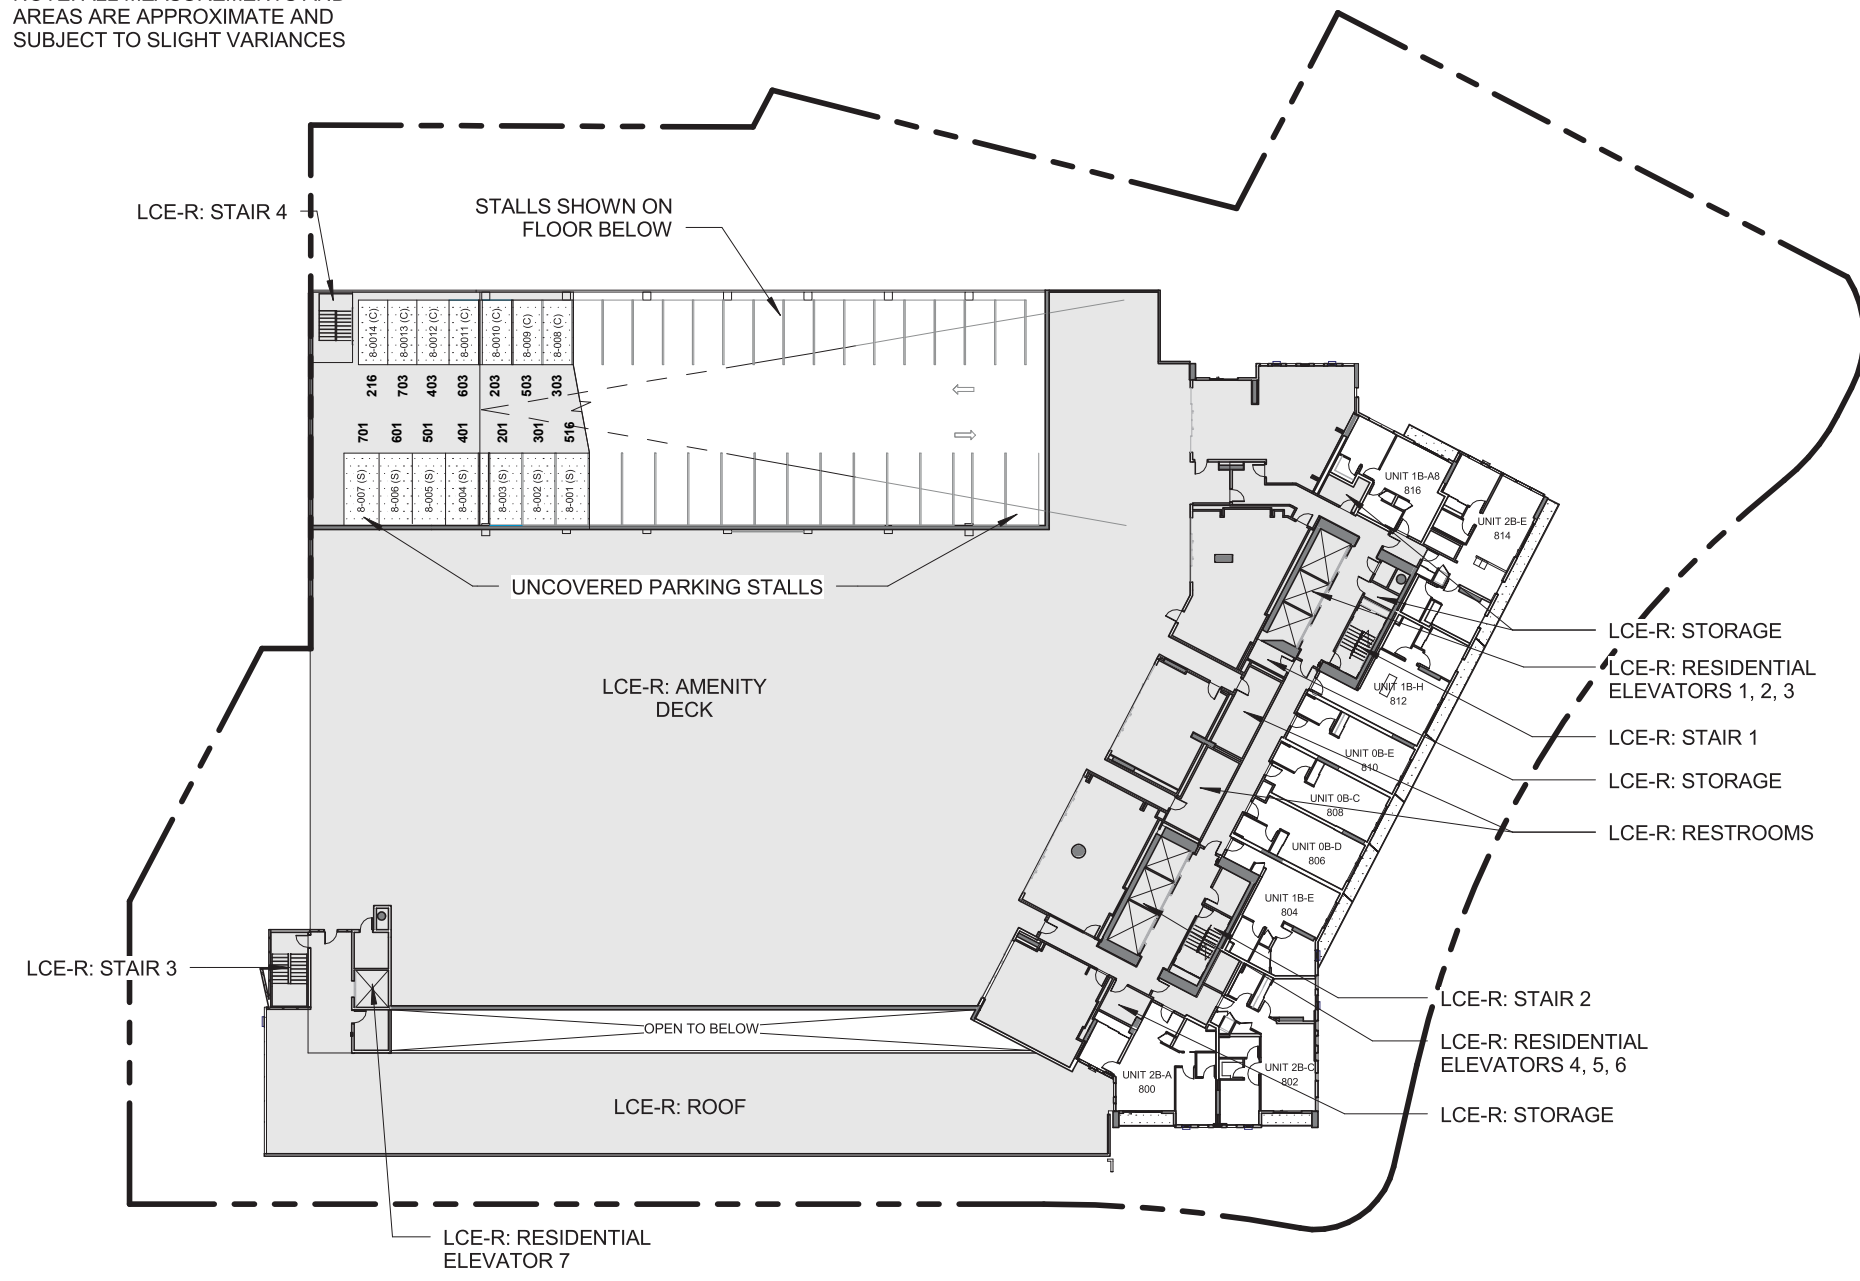 AREAS ARE APPROXIMATE AND
SUBJECT TO SLIGHT VARIANCES
LCE-R: STAIR 4
STALLS SHOWN ON
FLOOR BELOW
8-0014 (C)
8-0013 (C)
8-0012 (C)
8-0011 (C)
8-0010 (C)
8-009 (C)
8-008 (C)
216
703
403
603
203
503
303
701
601
501
401
201
301
516
8-007 (S)
8-006 (S)
8-005 (S)
8-004 (S)
8-003 (S)
8-002 (S)
8-001 (S)
UNCOVERED PARKING STALLS
UNIT 1B-A8
816
UNIT 2B-E
814
LCE-R: STORAGE
LCE-R: RESIDENTIAL
ELEVATORS 1, 2, 3
LCE-R: AMENITY
DECK
UNIT 1B-H
812
LCE-R: STAIR 1
UNIT 0B-E
810
LCE-R: STORAGE
UNIT 0B-C
808
LCE-R: RESTROOMS
UNIT 0B-D
806
UNIT 1B-E
804
LCE-R: STAIR 3
LCE-R: STAIR 2
OPEN TO BELOW
LCE-R: RESIDENTIAL
ELEVATORS 4, 5, 6
UNIT 2B-A
800
UNIT 2B-C
802
LCE-R: ROOF
LCE-R: STORAGE
LCE-R: RESIDENTIAL
ELEVATOR 7